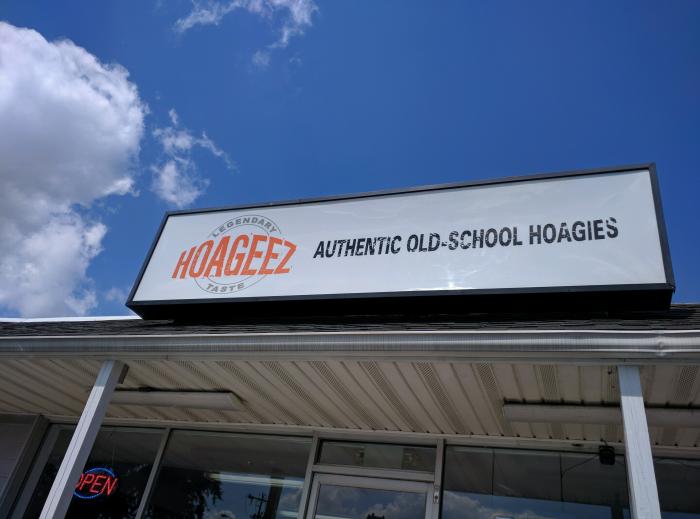 LEGENDARY
HOAGEEZ
TASTE
AUTHENTIC OLD-SCHOOL HOAGIES
OPEN